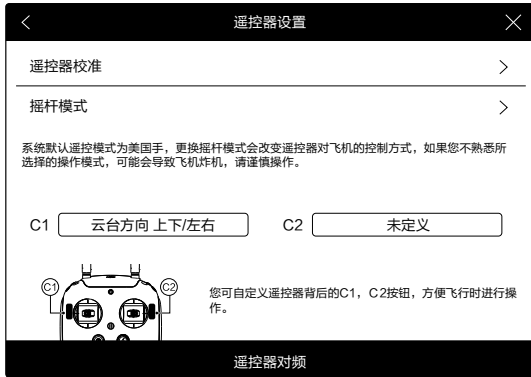 遥控器设置
遥控器校准
摇杆模式
系统默认遥控模式为美国手，更换摇杆模式会改变遥控器对飞机的控制方式，如果您不熟悉所
选择的操作模式，可能会导致飞机炸机，请谨慎操作。
C1 云台方向 上下/左右 C2 未定义
C1 C2
您可自定义遥控器背后的C1，C2按钮，方便飞行时进行操
作。
遥控器对频